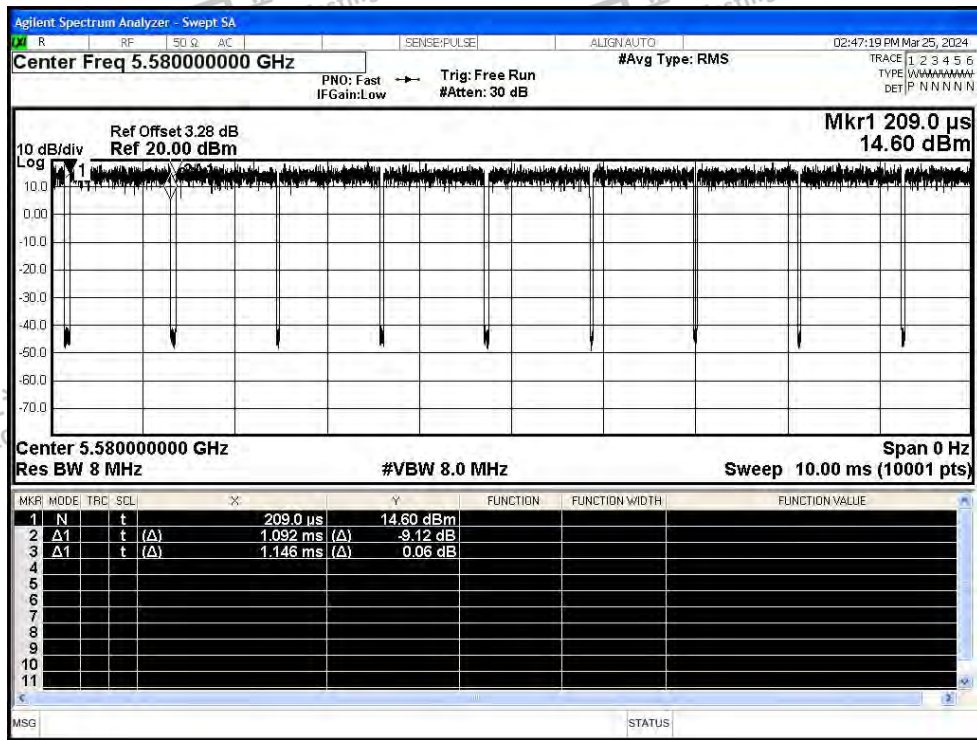 Agilent Spectrum Analyzer - Swept SA
LXI R RF 50 Ω AC SENSE:PULSE ALIGN AUTO 02:47:19 PM Mar 25, 2024
Center Freq 5.580000000 GHz #Avg Type: RMS TRACE 1 2 3 4 5 6
PNO: Fast Trig: Free Run TYPE WWWWWW
IFGain:Low #Atten: 30 dB DET P N N N N N
Mkr1 209.0 µs
Ref Offset 3.28 dB
10 dB/div Ref 20.00 dBm 14.60 dBm
Log
1
10.0
0.00
-10.0
-20.0
-30.0
-40.0
-50.0
-60.0
-70.0
Center 5.580000000 GHz Span 0 Hz
Res BW 8 MHz #VBW 8.0 MHz Sweep 10.00 ms (10001 pts)
MKR MODE TRC SCL X Y FUNCTION FUNCTION WIDTH FUNCTION VALUE
1 N t 209.0 µs 14.60 dBm
2 Δ1 t (Δ) 1.092 ms (Δ) -9.12 dB
3 Δ1 t (Δ) 1.146 ms (Δ) 0.06 dB
4
5
6
7
8
9
10
11
MSG STATUS